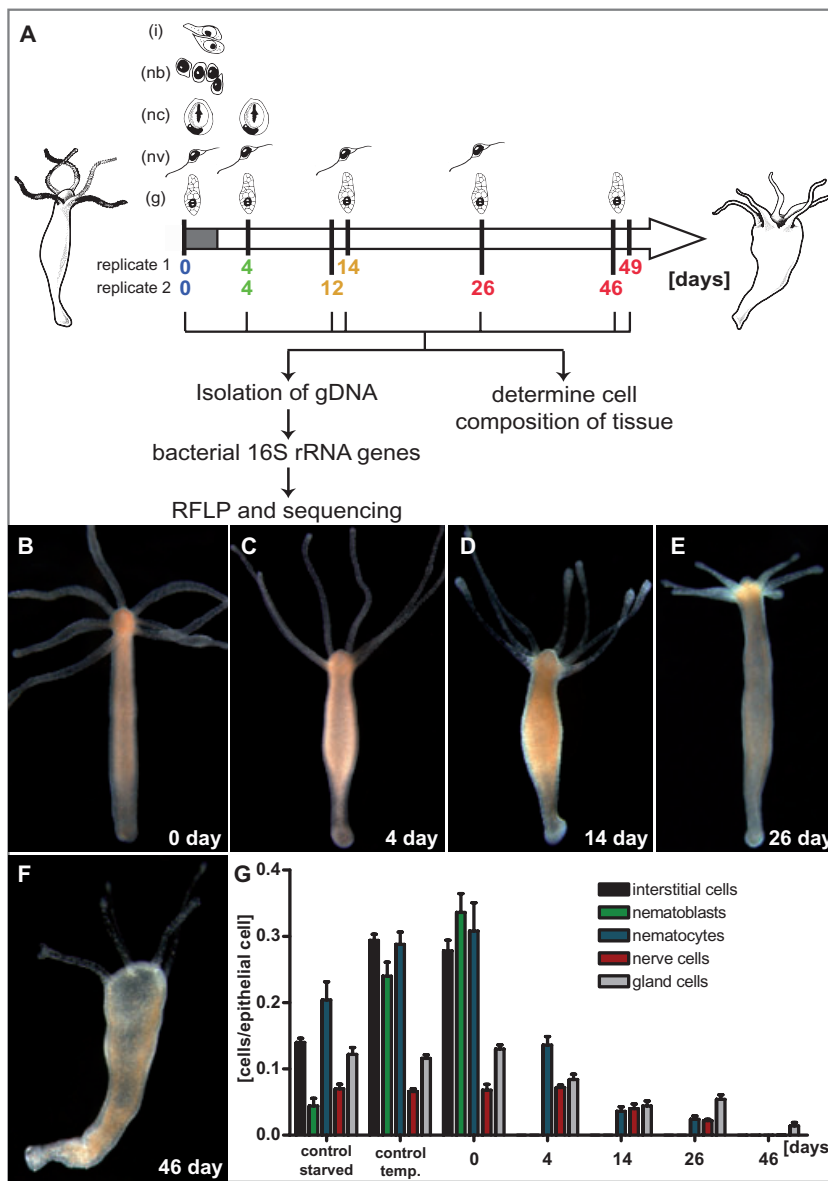 A
(i)
(nb)
(nc)
(nv)
(g)
replicate 1 0 4 14 49
replicate 2 0 4 12 26 46
[days]
Isolation of gDNA
bacterial 16S rRNA genes
RFLP and sequencing
determine cell
composition of tissue
B
0 day
C
4 day
D
14 day
E
26 day
F
46 day
G
[cells/epithelial cell]
0.4
0.3
0.2
0.1
0.0
interstitial cells
nematoblasts
nematocytes
nerve cells
gland cells
control
starved
control
temp.
0 4 14 26 46
[days]